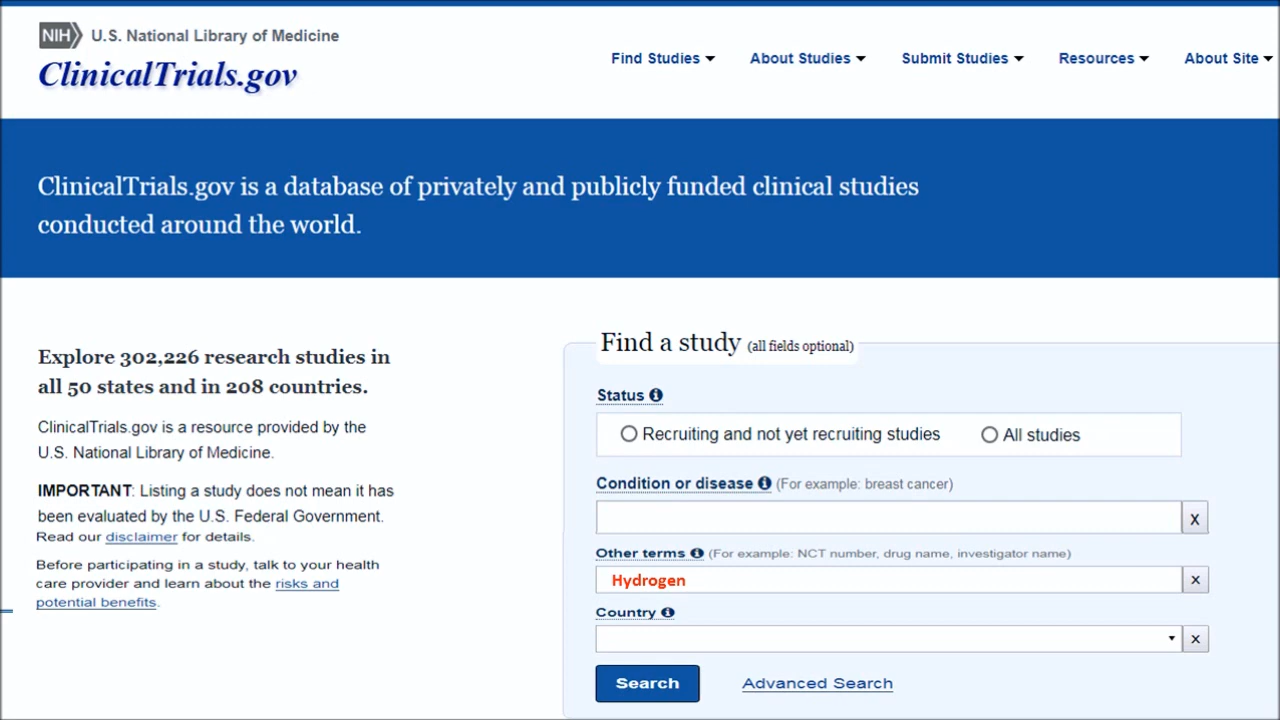 NIH U.S. National Library of Medicine
ClinicalTrials.gov
Find Studies About Studies Submit Studies Resources About Site
ClinicalTrials.gov is a database of privately and publicly funded clinical studies
conducted around the world.
Explore 302,226 research studies in
all 50 states and in 208 countries.
ClinicalTrials.gov is a resource provided by the
U.S. National Library of Medicine.
IMPORTANT: Listing a study does not mean it has
been evaluated by the U.S. Federal Government.
Read our disclaimer for details.
Before participating in a study, talk to your health
care provider and learn about the risks and
potential benefits.
Find a study (all fields optional)
Status
Recruiting and not yet recruiting studies All studies
Condition or disease (For example: breast cancer)
x
Other terms (For example: NCT number, drug name, investigator name)
Hydrogen x
Country
x
Search Advanced Search